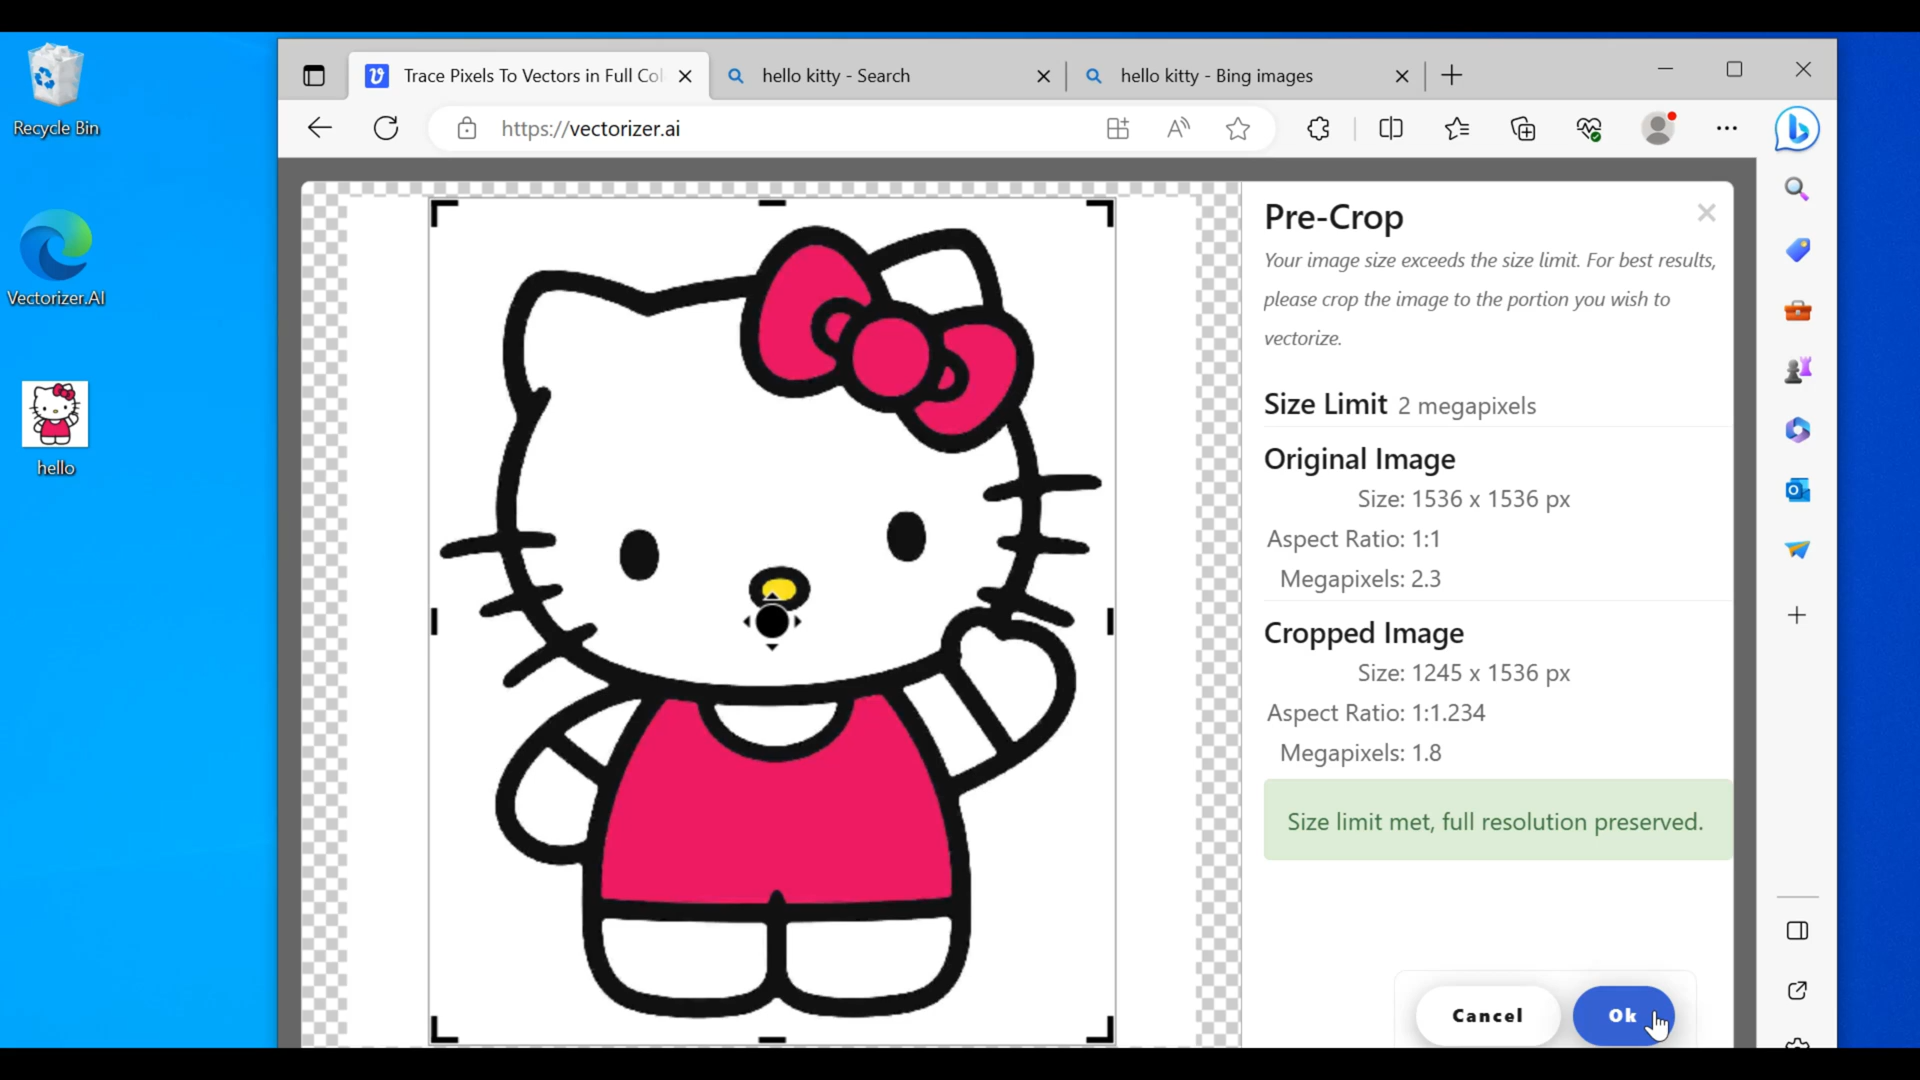 Recycle Bin
Vectorizer.AI
hello
Trace Pixels To Vectors in Full Col
hello kitty - Search
hello kitty - Bing images
https://vectorizer.ai
Pre-Crop
Your image size exceeds the size limit. For best results,
please crop the image to the portion you wish to
vectorize.
Size Limit 2 megapixels
Original Image
Size: 1536 x 1536 px
Aspect Ratio: 1:1
Megapixels: 2.3
Cropped Image
Size: 1245 x 1536 px
Aspect Ratio: 1:1.234
Megapixels: 1.8
Size limit met, full resolution preserved.
Cancel
Ok